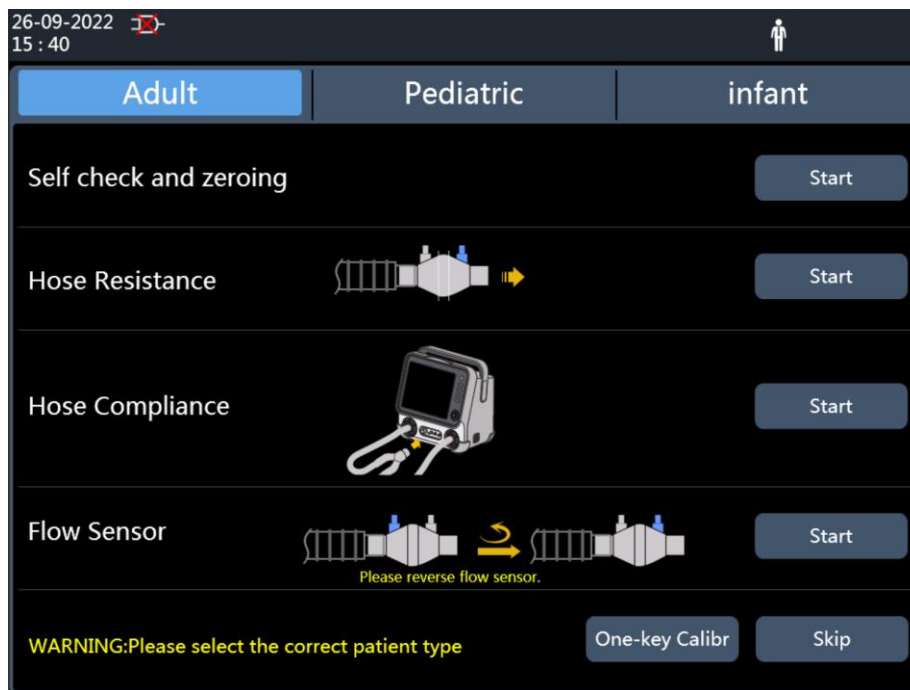 26-09-2022
15 : 40
Adult
Pediatric
infant
Self check and zeroing
Start
Hose Resistance
Start
Hose Compliance
Start
Flow Sensor
Start
Please reverse flow sensor.
WARNING:Please select the correct patient type
One-key Calibr
Skip